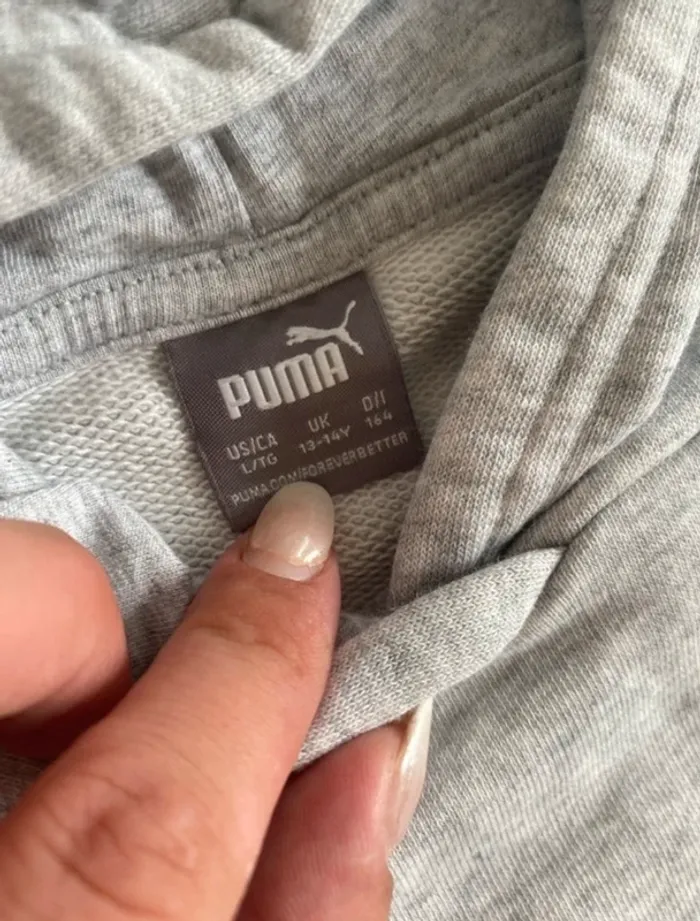 PUMA
US/CA UK D/I
L/TG 13-14Y 164
PUMA.COM/FOREVERBETTER